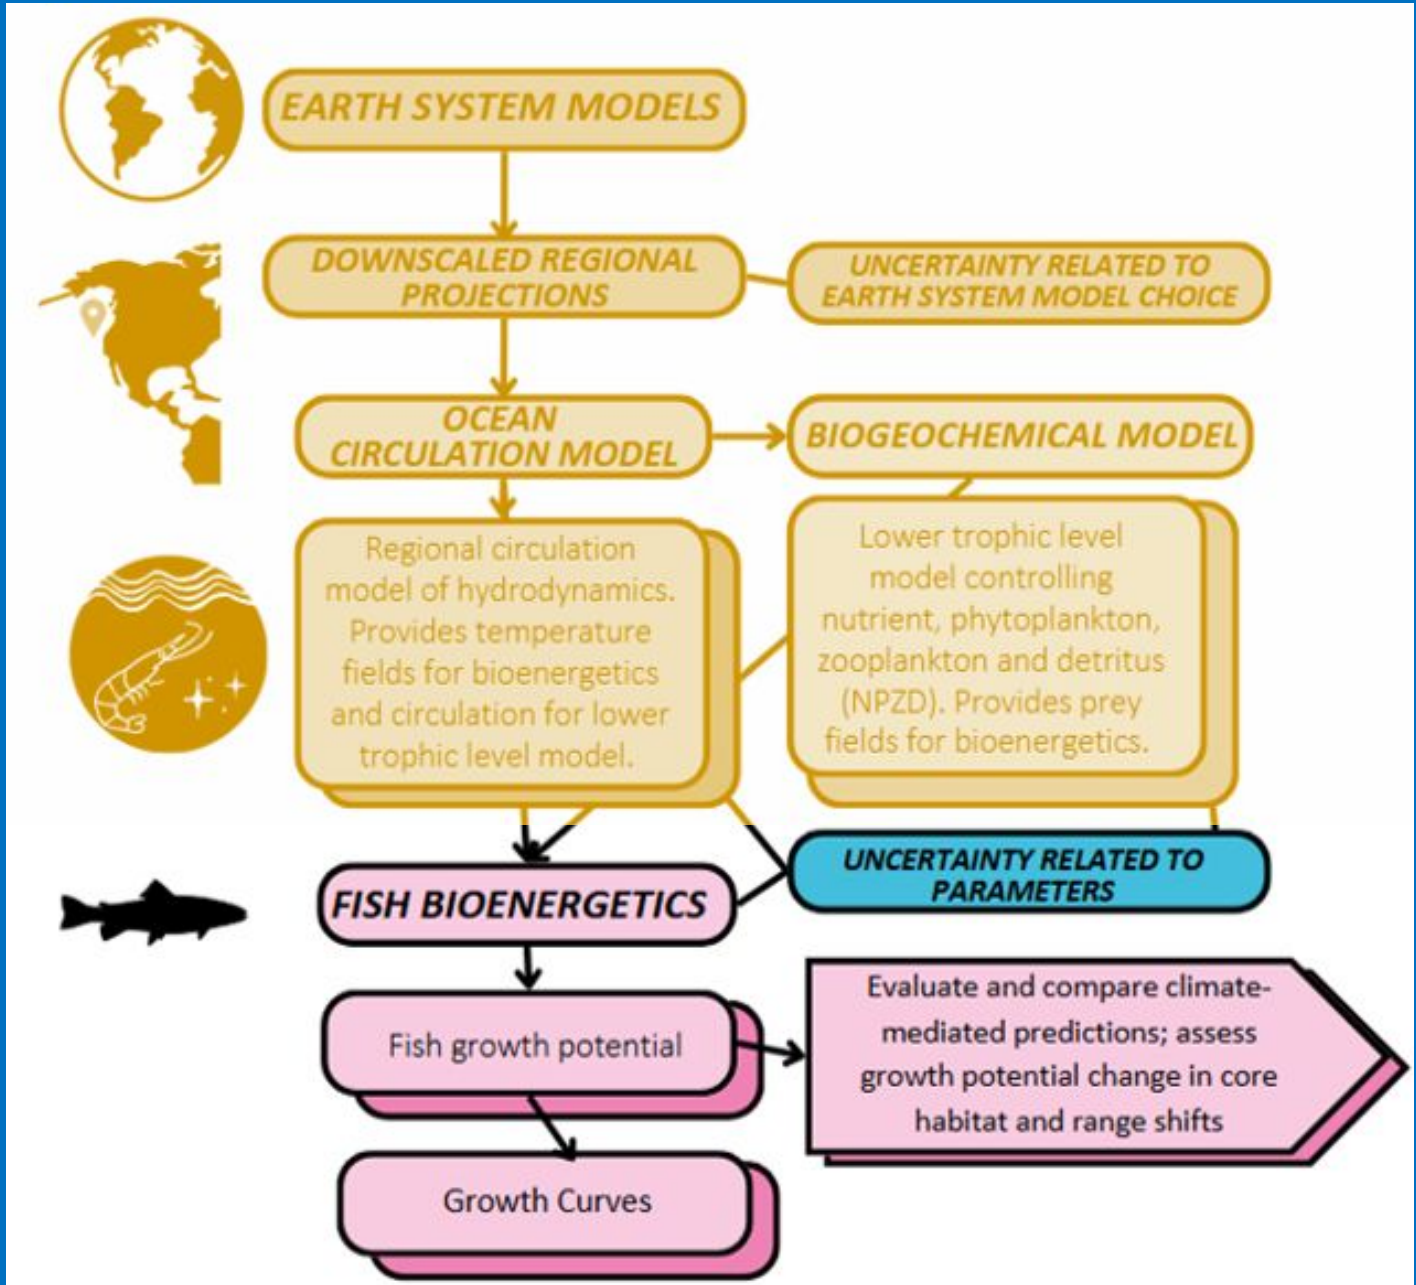 EARTH SYSTEM MODELS
DOWNSCALED REGIONAL
PROJECTIONS
UNCERTAINTY RELATED TO
EARTH SYSTEM MODEL CHOICE
OCEAN
CIRCULATION MODEL
BIOGEOCHEMICAL MODEL
Regional circulation
model of hydrodynamics.
Provides temperature
fields for bioenergetics
and circulation for lower
trophic level model.
Lower trophic level
model controlling
nutrient, phytoplankton,
zooplankton and detritus
(NPZD). Provides prey
fields for bioenergetics.
UNCERTAINTY RELATED TO
PARAMETERS
FISH BIOENERGETICS
Fish growth potential
Evaluate and compare climate-
mediated predictions; assess
growth potential change in core
habitat and range shifts
Growth Curves